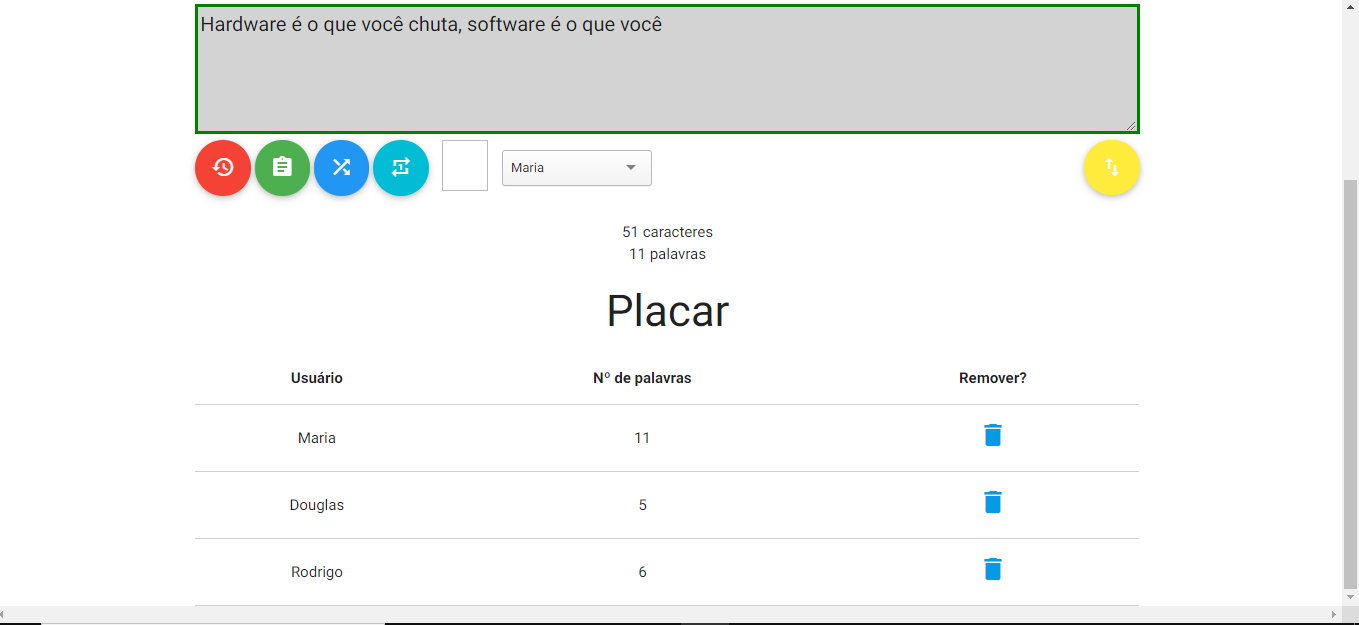 Hardware é o que você chuta, software é o que você
Maria
51 caracteres
11 palavras
Placar
Usuário Nº de palavras Remover?
Maria 11
Douglas 5
Rodrigo 6